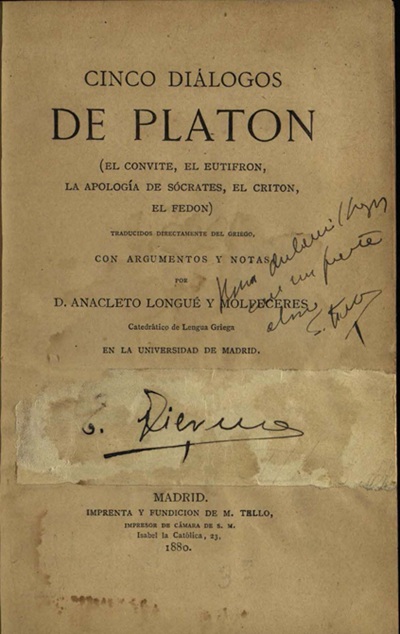 CINCO DIÁLOGOS
DE PLATON
(EL CONVITE, EL EUTIFRON,
LA APOLOGÍA DE SÓCRATES, EL CRITON,
EL FEDON)
TRADUCIDOS DIRECTAMENTE DEL GRIEGO,
CON ARGUMENTOS Y NOTAS
POR
D. ANACLETO LONGUÉ Y MOLPECERES
Catedrático de Lengua Griega
EN LA UNIVERSIDAD DE MADRID.
MADRID.
IMPRENTA Y FUNDICION DE M. TELLO,
IMPRESOR DE CÁMARA DE S. M.
Isabel la Católica, 23.
1880.